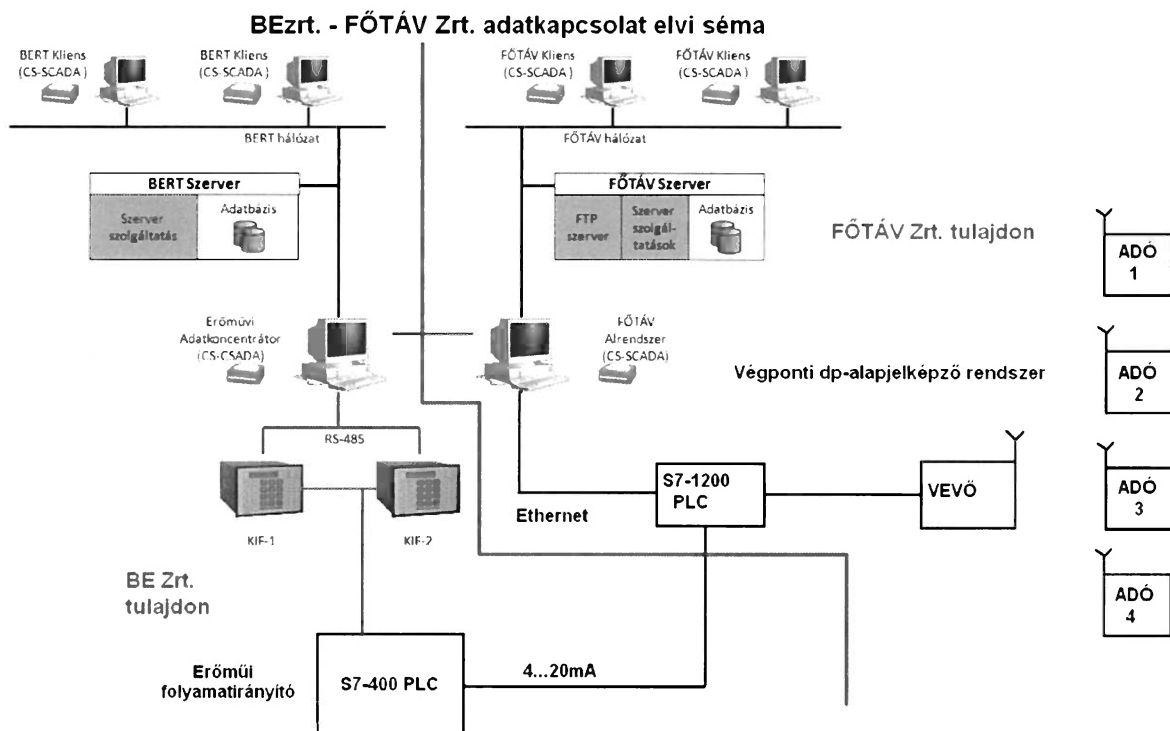 BEzrt. - FŐTÁV Zrt. adatkapcsolat elvi séma
BERT Kliens
(CS-SCADA )
BERT Kliens
(CS-SCADA )
FŐTÁV Kliens
(CS-SCADA )
FŐTÁV Kliens
(CS-SCADA )
BERT hálózat
FŐTÁV hálózat
BERT Szerver
Szerver
szolgáltatás
Adatbázis
FŐTÁV Szerver
FTP
szerver
Szerver
szolgál-
tatások
Adatbázis
FŐTÁV Zrt. tulajdon
ADÓ
1
Erőművi
Adatkoncentrátor
(CS-CSADA)
FŐTÁV
Alrendszer
(CS-SCADA)
Végponti dp-alapjelképző rendszer
ADÓ
2
RS-485
KIF-1
KIF-2
Ethernet
S7-1200
PLC
VEVŐ
ADÓ
3
BE Zrt.
tulajdon
ADÓ
4
Erőműi
folyamatirányító
S7-400 PLC
4...20mA